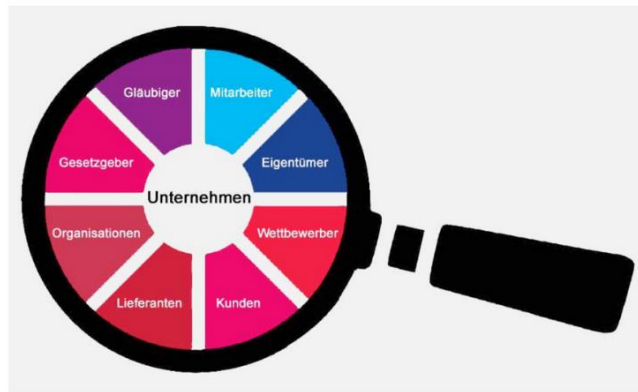 Gläubiger
Mitarbeiter
Gesetzgeber
Eigentümer
Unternehmen
Organisationen
Wettbewerber
Lieferanten
Kunden